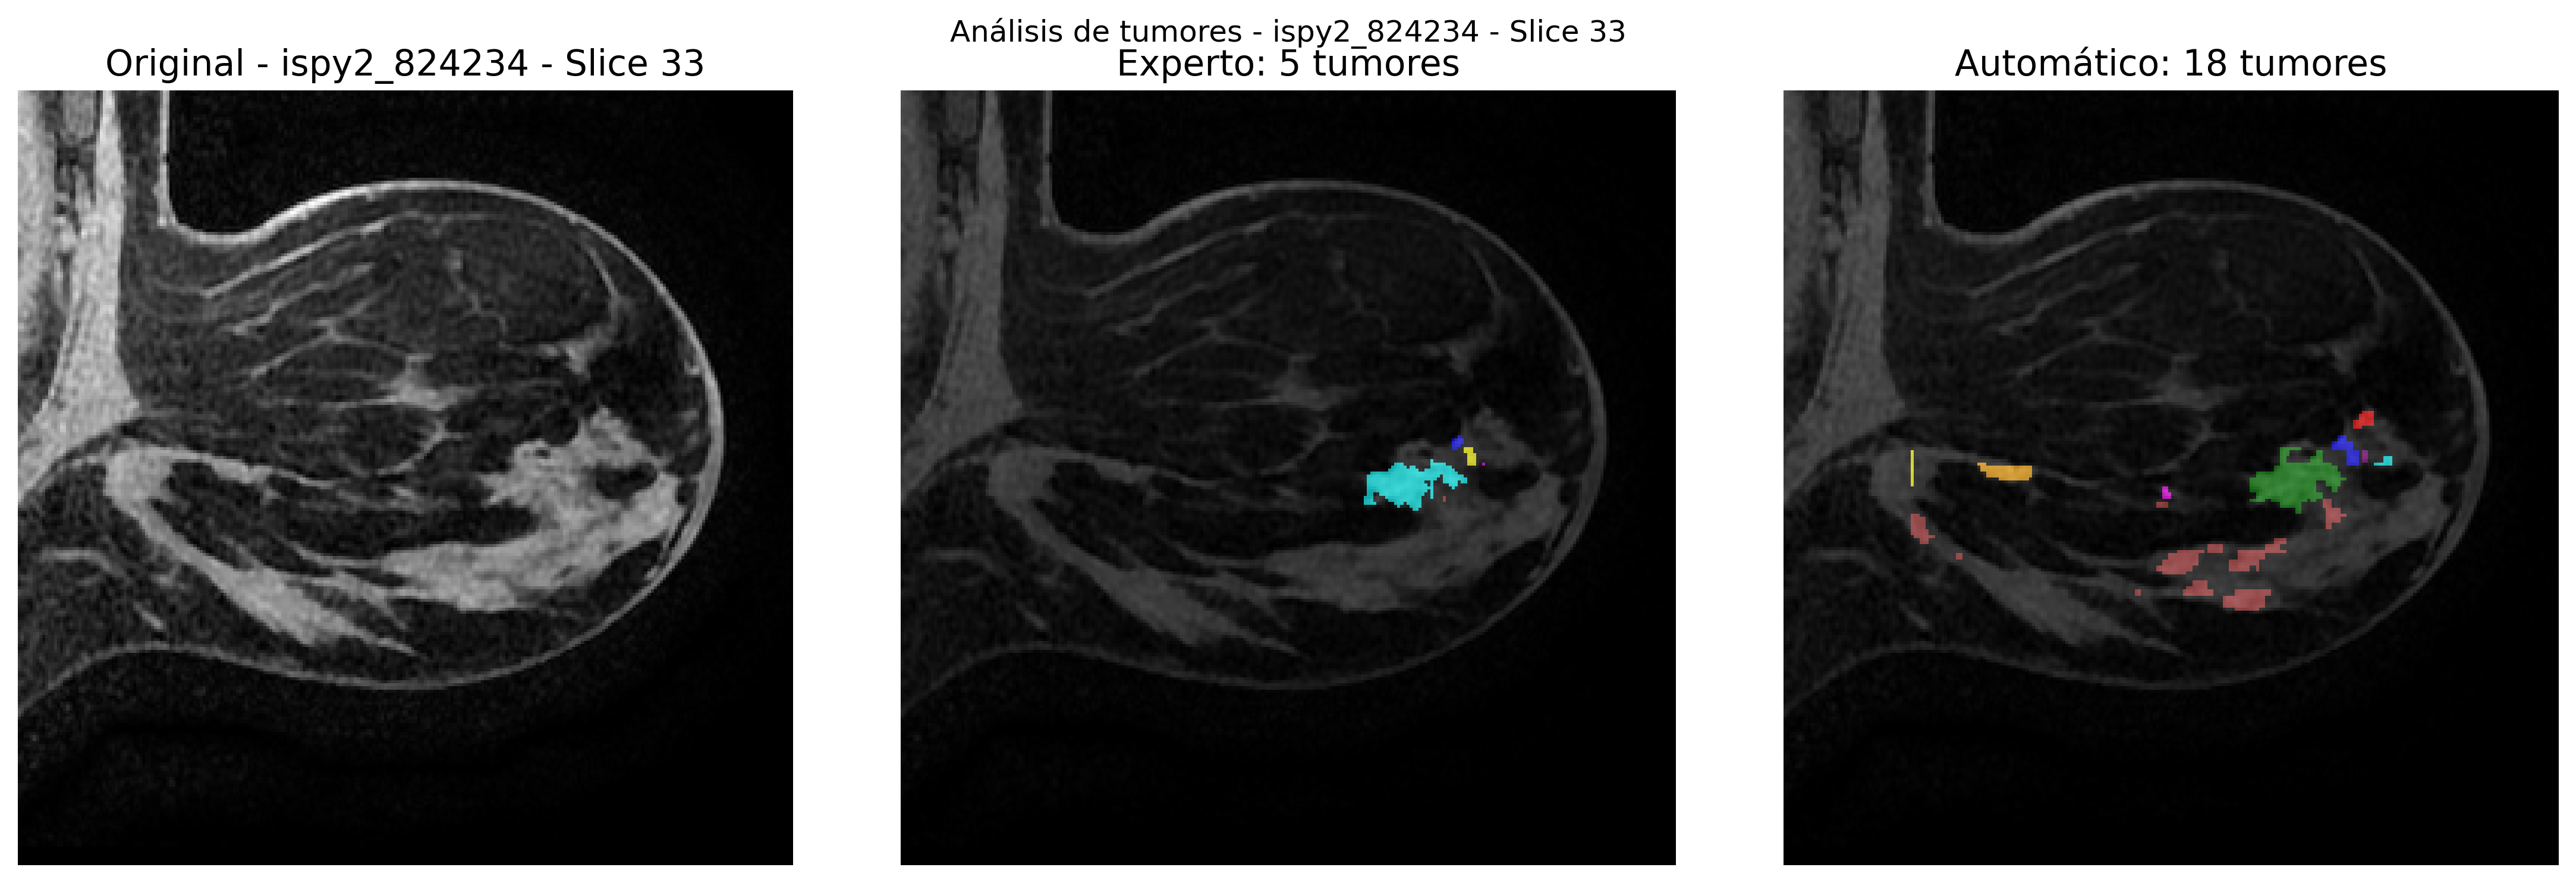 Análisis de tumores - ispy2_824234 - Slice 33
Original - ispy2_824234 - Slice 33
Experto: 5 tumores
Automático: 18 tumores